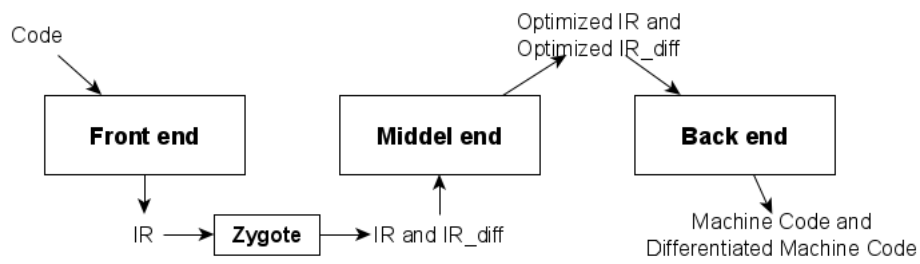 Code
Front end
IR
Zygote
IR and IR_diff
Middel end
Optimized IR and
Optimized IR_diff
Back end
Machine Code and
Differentiated Machine Code